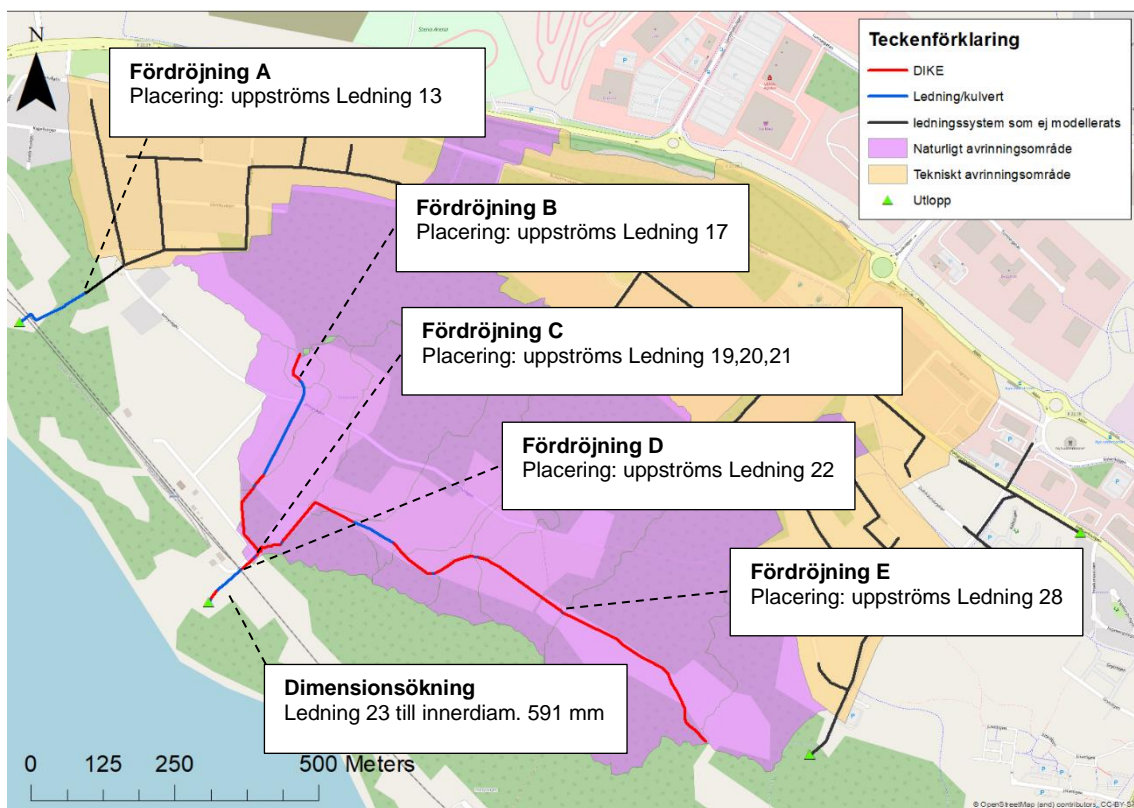 N
Fördröjning A
Placering: uppströms Ledning 13
Fördröjning B
Placering: uppströms Ledning 17
Fördröjning C
Placering: uppströms Ledning 19,20,21
Fördröjning D
Placering: uppströms Ledning 22
Fördröjning E
Placering: uppströms Ledning 28
Dimensionsökning
Ledning 23 till innerdiam. 591 mm
Teckenförklaring
DIKE
Ledning/kulvert
ledningssystem som ej modellerats
Naturligt avrinningsområde
Tekniskt avrinningsområde
Utlopp
Stena Arena
0 125 250 500 Meters
© OpenStreetMap (and) contributors, CC-BY-